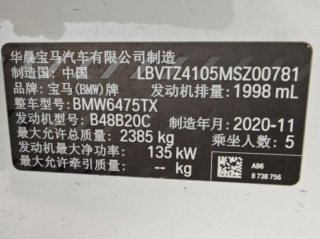 华晨宝马汽车有限公司制造
制造国：中国 LBVTZ4105MSZ00781
品牌：宝马(BMW)牌 发动机排量：1998 mL
整车型号：BMW6475TX
发动机型号：B48B20C 制造年月：2020-11
最大允许总质量：2385 kg 乘坐人数：5
发动机最大净功率：135 kW
最大允许牵引质量：-- kg
A96
8 738 756